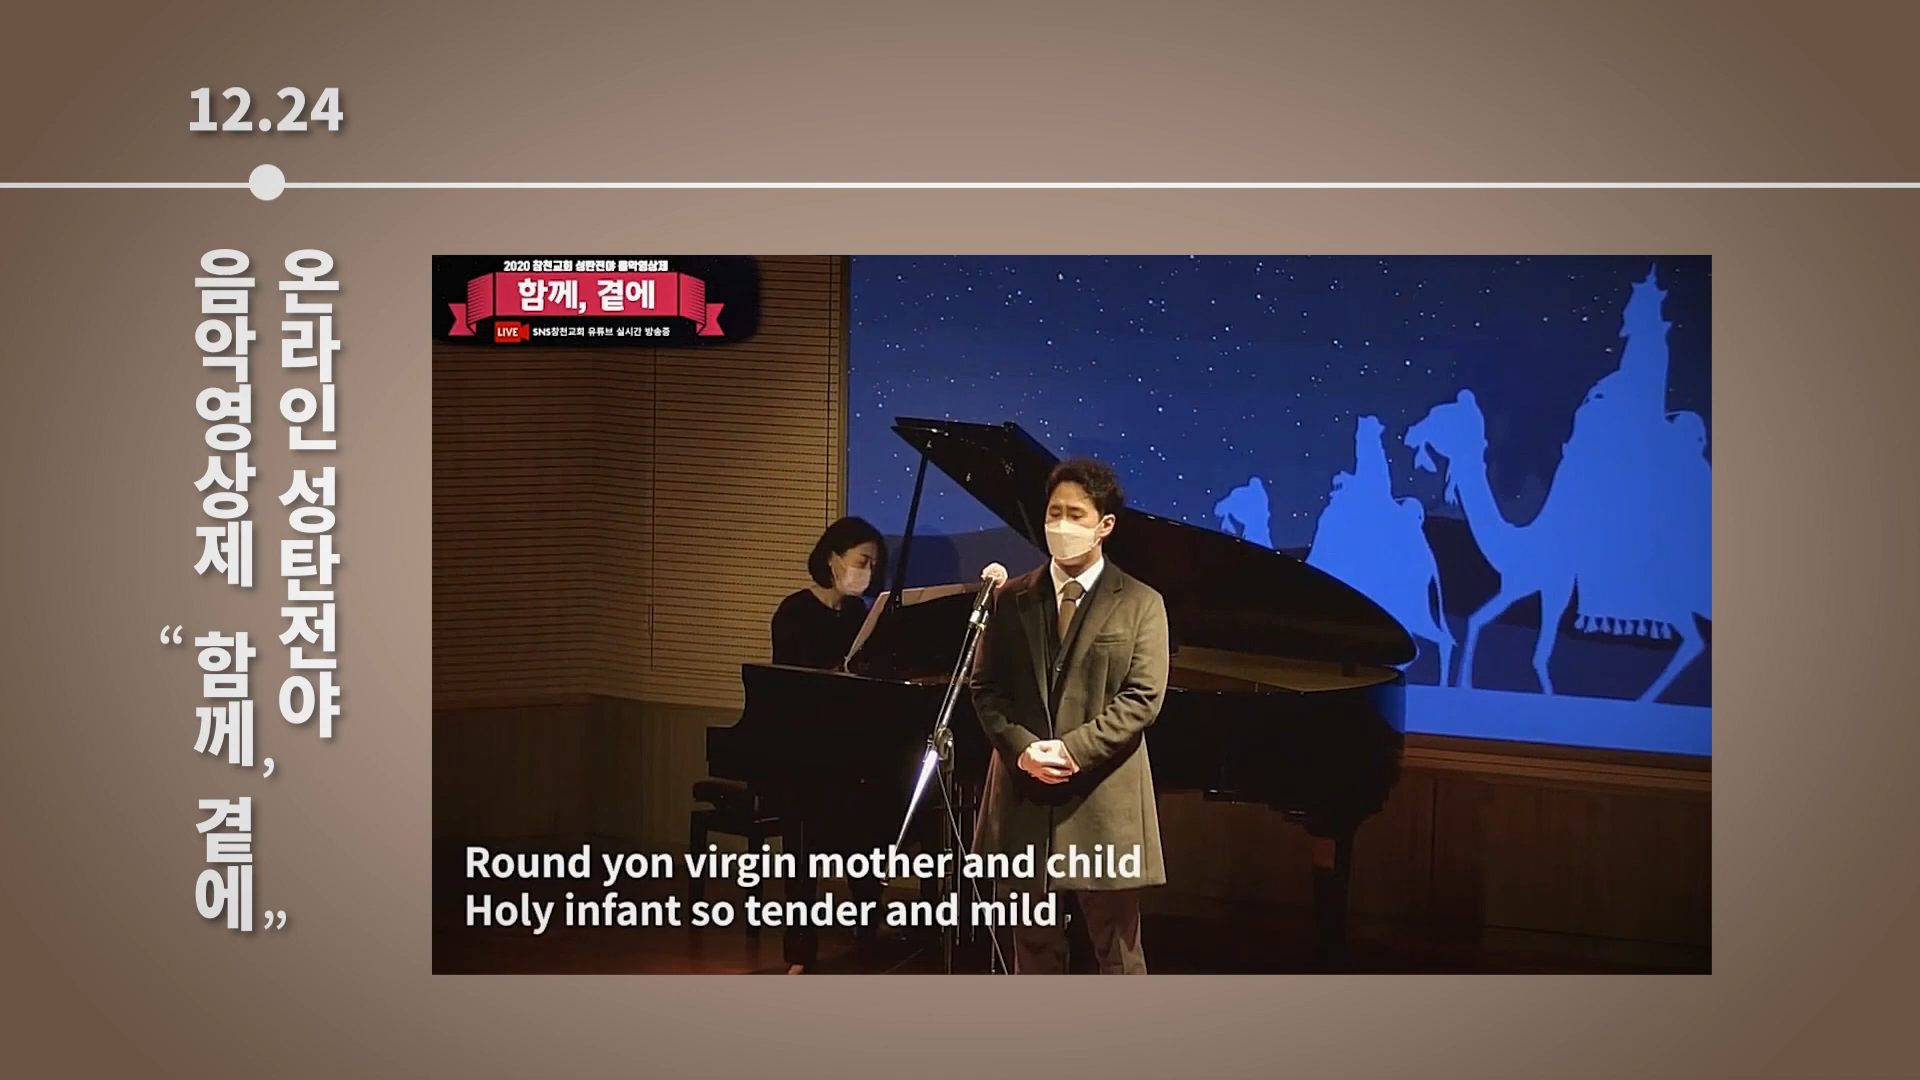 12.24
온라인 성탄전야
음악영상제 “함께, 곁에”
2020 창천교회 성탄전야 음악영상제
함께, 곁에
LIVE SNS창천교회 유튜브 실시간 방송중
Round yon virgin mother and child
Holy infant so tender and mild